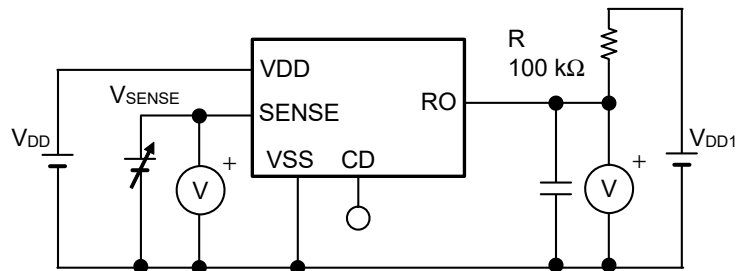 R
100 kΩ
VDD
VSENSE
SENSE
RO
VDD
VDD1
VSS CD
+
+
V
V